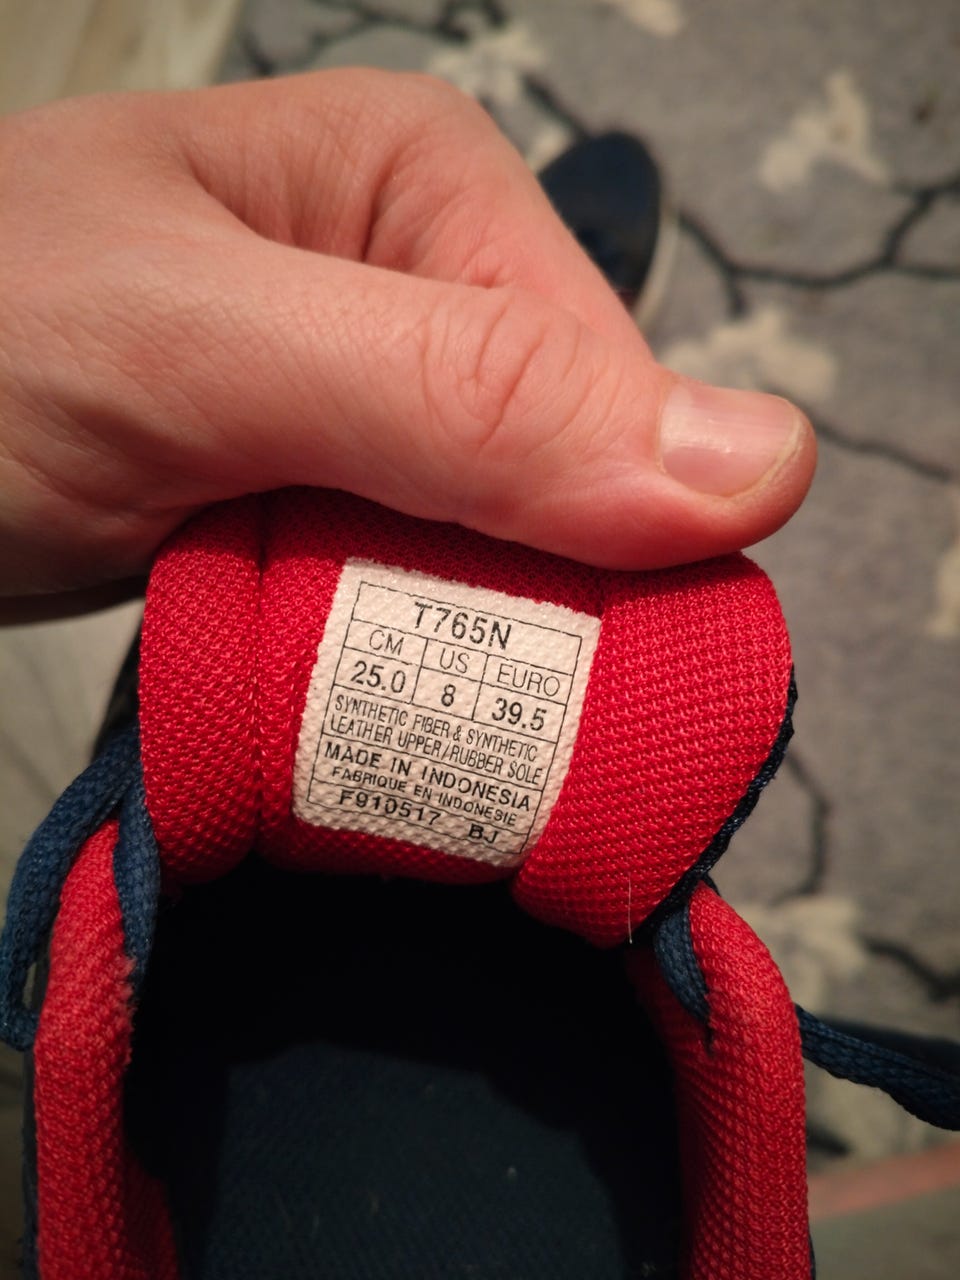 T765N
CM US EURO
25.0 8 39.5
SYNTHETIC FIBER & SYNTHETIC
LEATHER UPPER/RUBBER SOLE
MADE IN INDONESIA
FABRIQUE EN INDONESIE
F910517 BJ